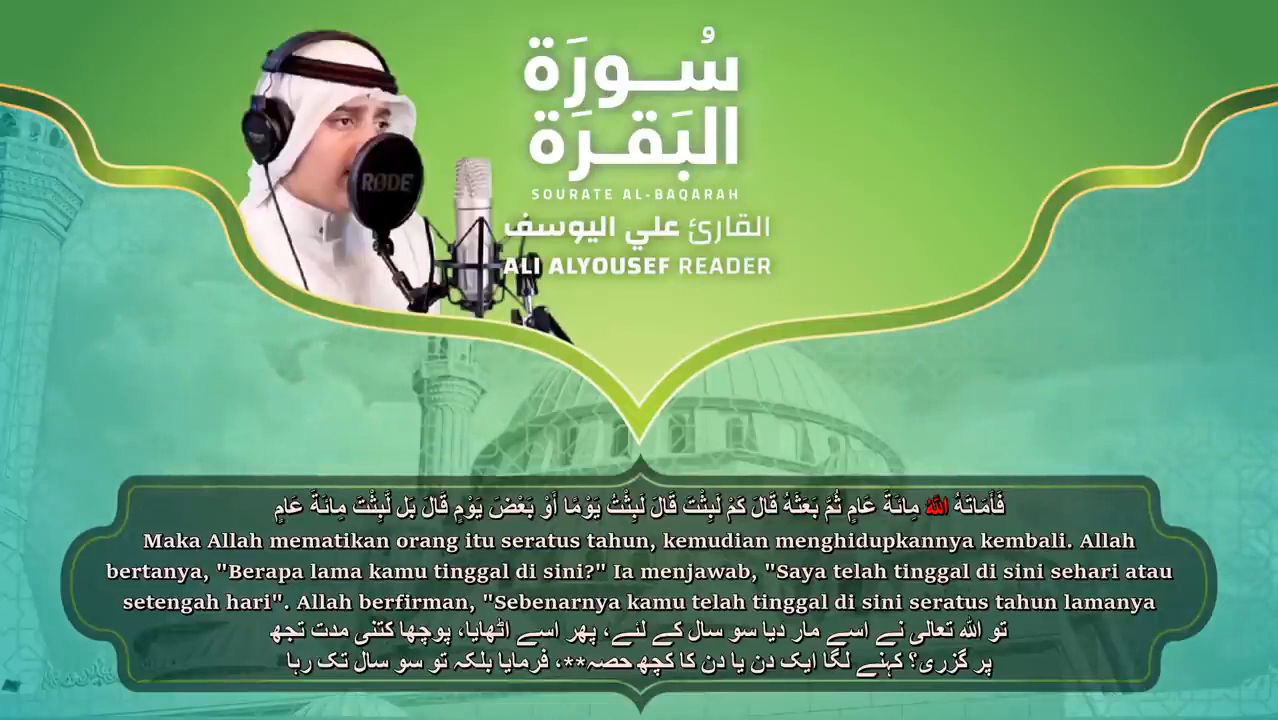 سُورَة
البَقَرَة
SOURATE AL-BAQARAH
القارئ علي اليوسف
ALI ALYOUSEF READER
RØDE
فَأَمَاتَهُ اللَّهُ مِائَةَ عَامٍ ثُمَّ بَعَثَهُ قَالَ كَمْ لَبِثْتَ قَالَ لَبِثْتُ يَوْمًا أَوْ بَعْضَ يَوْمٍ قَالَ بَل لَّبِثْتَ مِائَةَ عَامٍ
Maka Allah mematikan orang itu seratus tahun, kemudian menghidupkannya kembali. Allah
bertanya, "Berapa lama kamu tinggal di sini?" Ia menjawab, "Saya telah tinggal di sini sehari atau
setengah hari". Allah berfirman, "Sebenarnya kamu telah tinggal di sini seratus tahun lamanya
تو اللہ تعالی نے اسے مار دیا سو سال کے لئے، پھر اسے اٹھایا، پوچھا کتنی مدت تجھ
پر گزری؟ کہنے لگا ایک دن یا دن کا کچھ حصہ**، فرمایا بلکہ تو سو سال تک رہا